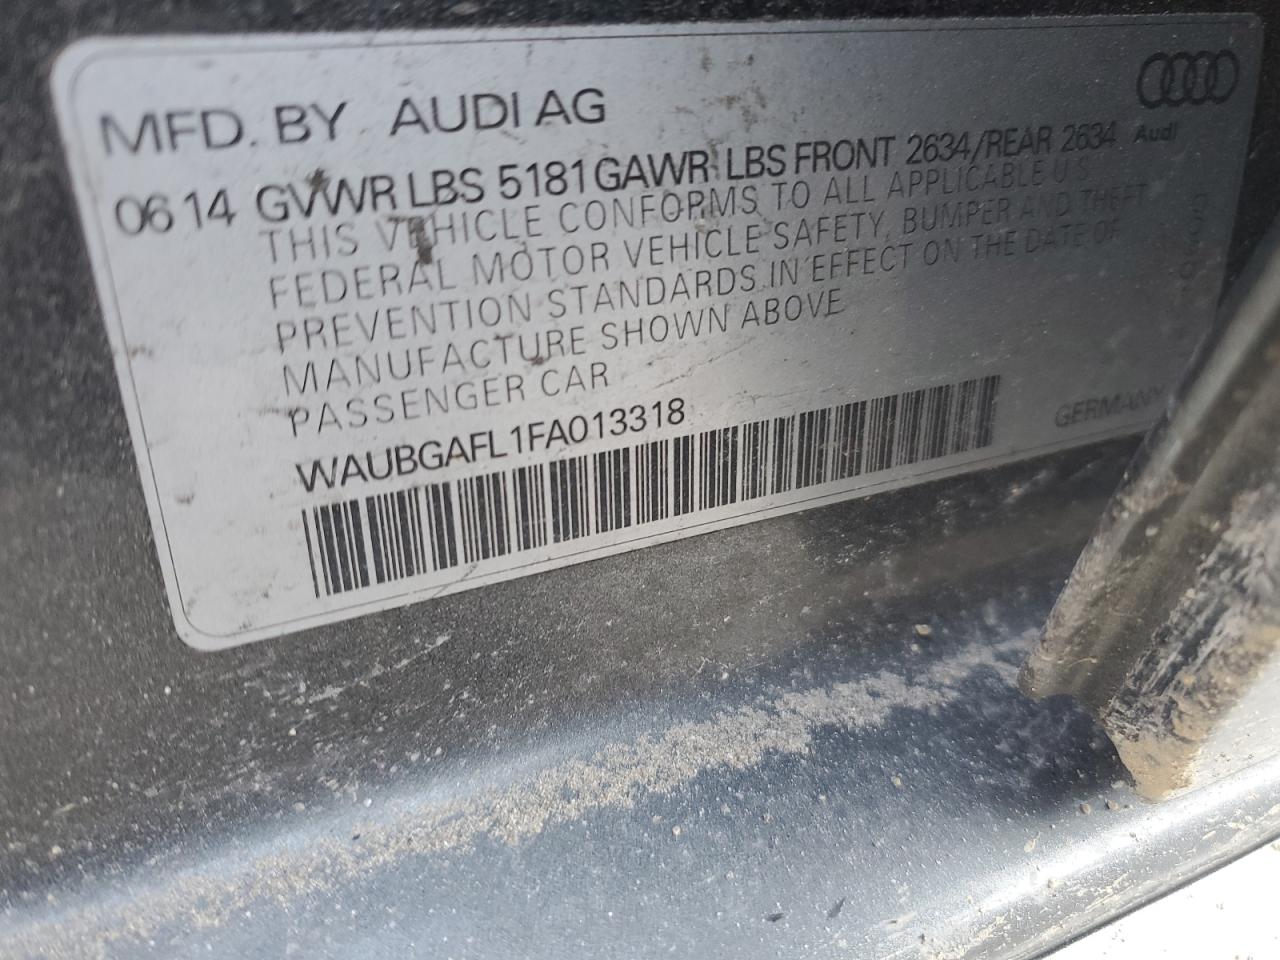 MFD. BY AUDI AG
Audi
0614 GVWR LBS 5181 GAWR LBS FRONT 2634/REAR 2634
THIS VEHICLE CONFORMS TO ALL APPLICABLE U.S.
FEDERAL MOTOR VEHICLE SAFETY, BUMPER AND THEFT
PREVENTION STANDARDS IN EFFECT ON THE DATE OF
MANUFACTURE SHOWN ABOVE
PASSENGER CAR
WAUBGAFL1FA013318
GERMANY